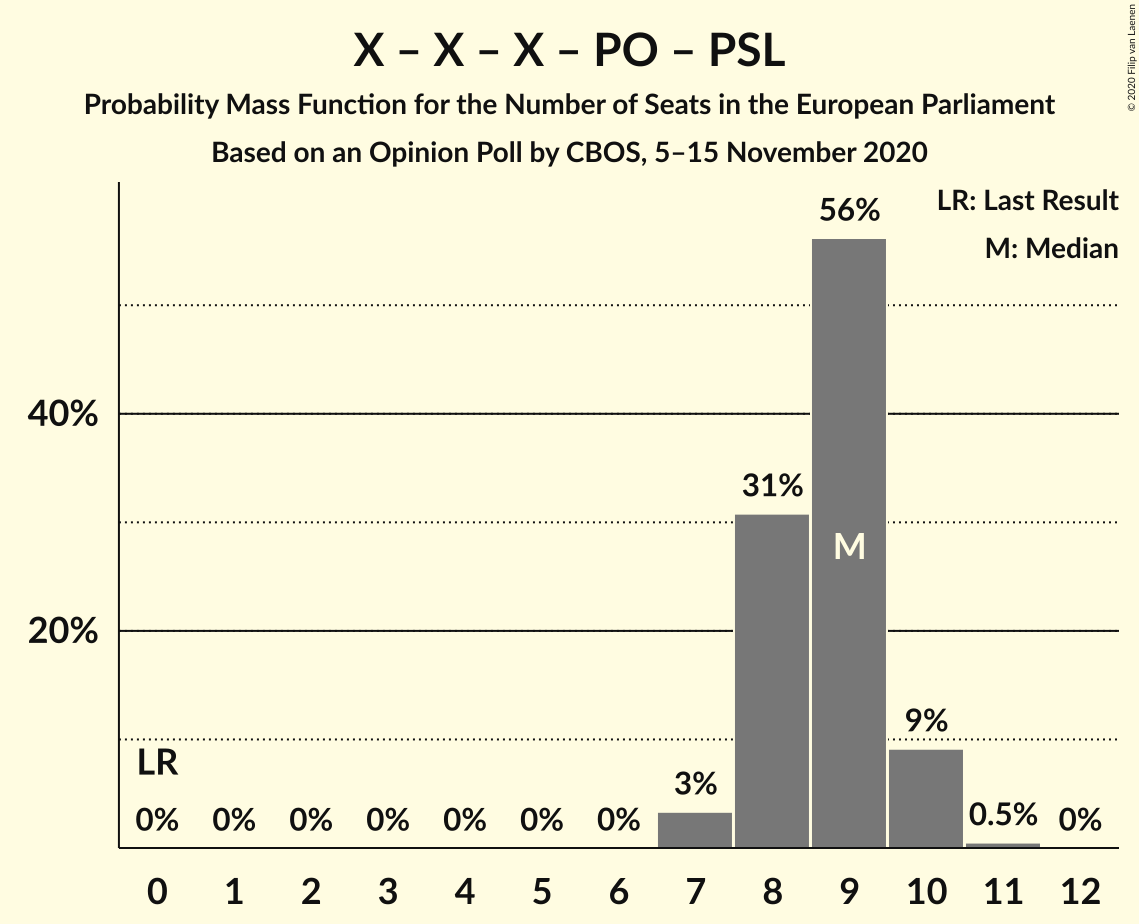 X – X – X – PO – PSL
Probability Mass Function for the Number of Seats in the European Parliament
Based on an Opinion Poll by CBOS, 5–15 November 2020
© 2020 Filip van Laenen
LR: Last Result
M: Median
56%
40%
31%
M
20%
9%
LR
3%
0% 0% 0% 0% 0% 0% 0% 0.5% 0%
0 1 2 3 4 5 6 7 8 9 10 11 12